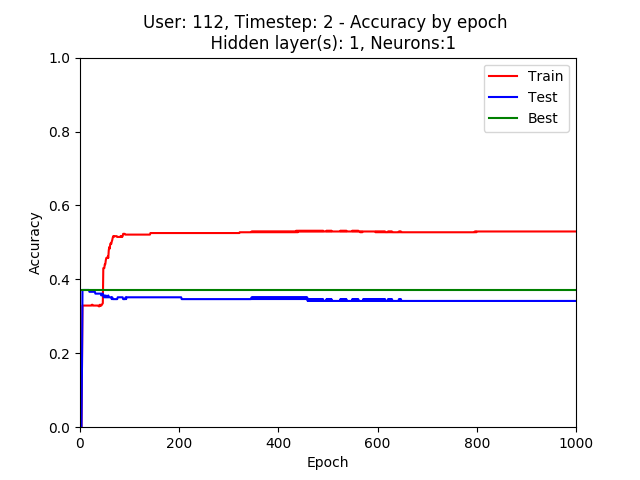 User: 112, Timestep: 2 - Accuracy by epoch
Hidden layer(s): 1, Neurons:1
Train
Test
Best
1.0
0.8
0.6
0.4
0.2
0.0
Accuracy
0
200
400
600
800
1000
Epoch